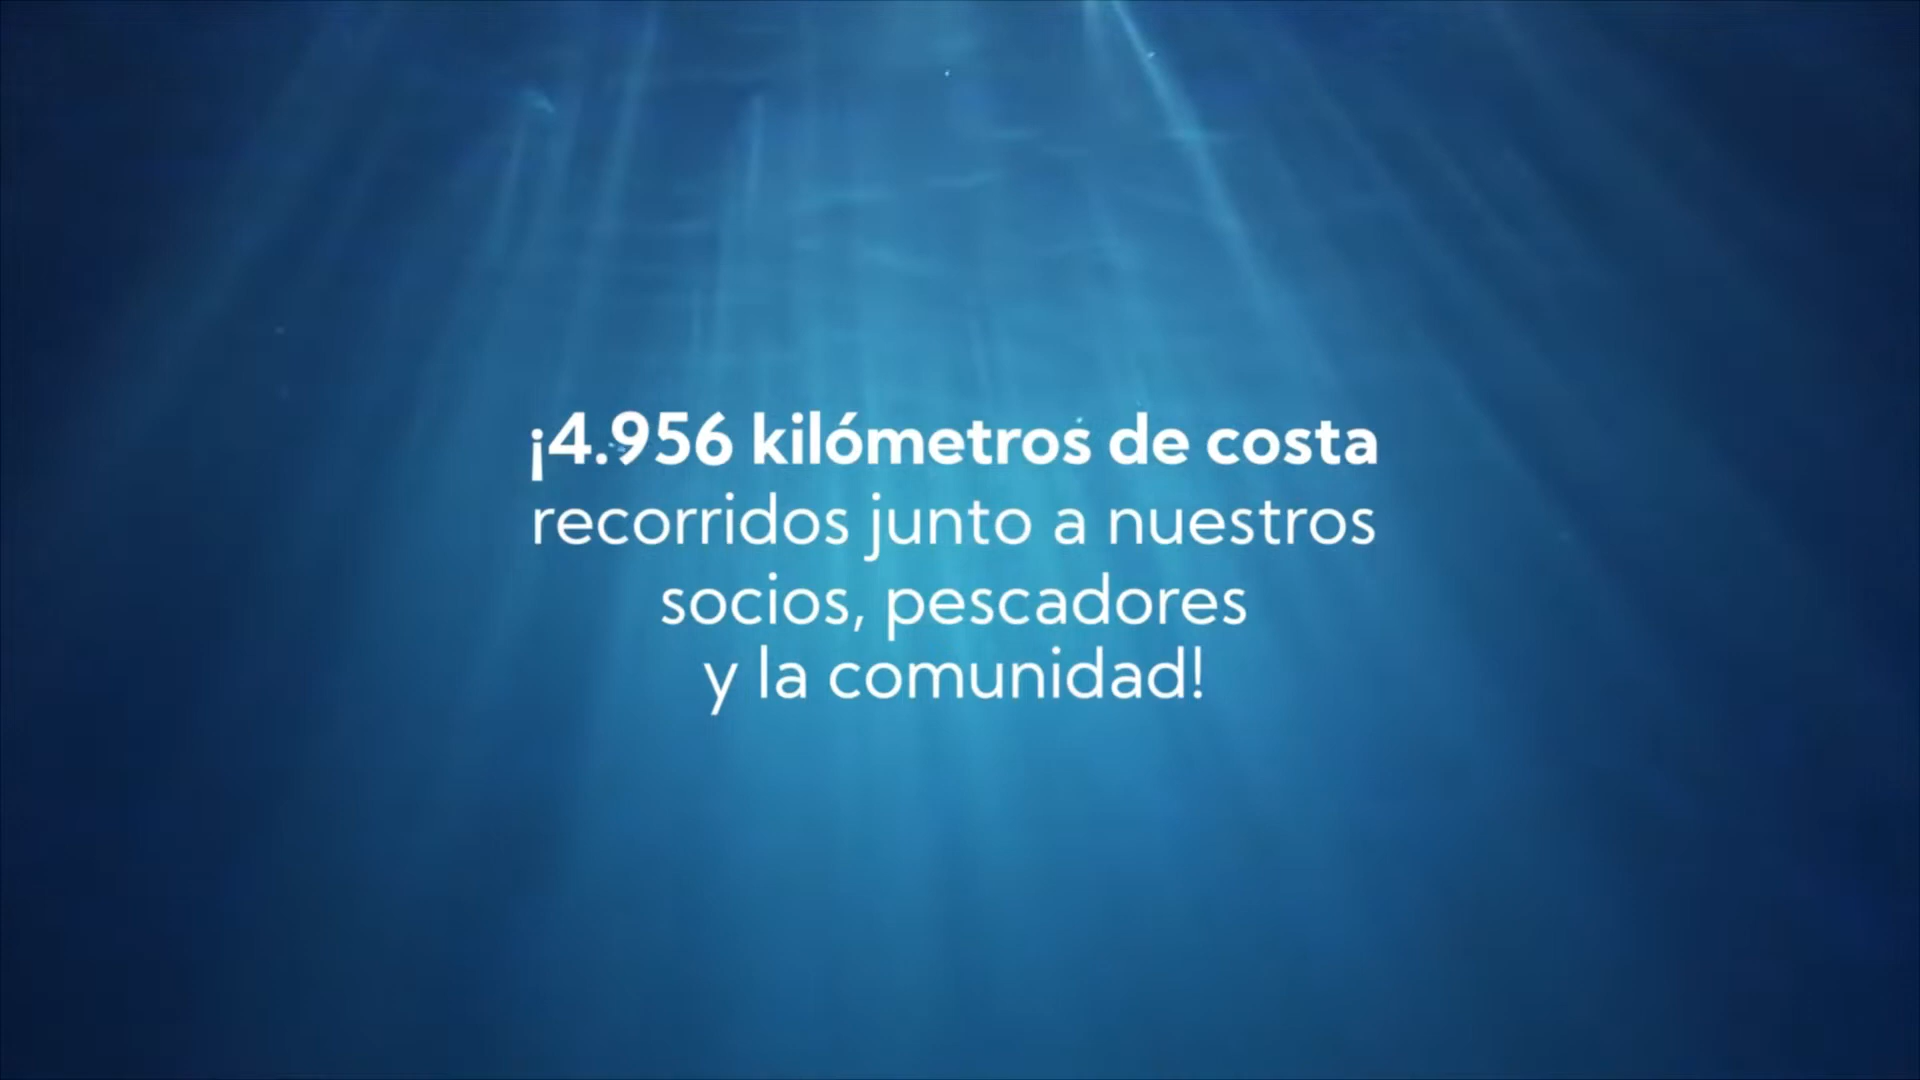 ¡4.956 kilómetros de costa
recorridos junto a nuestros
socios, pescadores
y la comunidad!